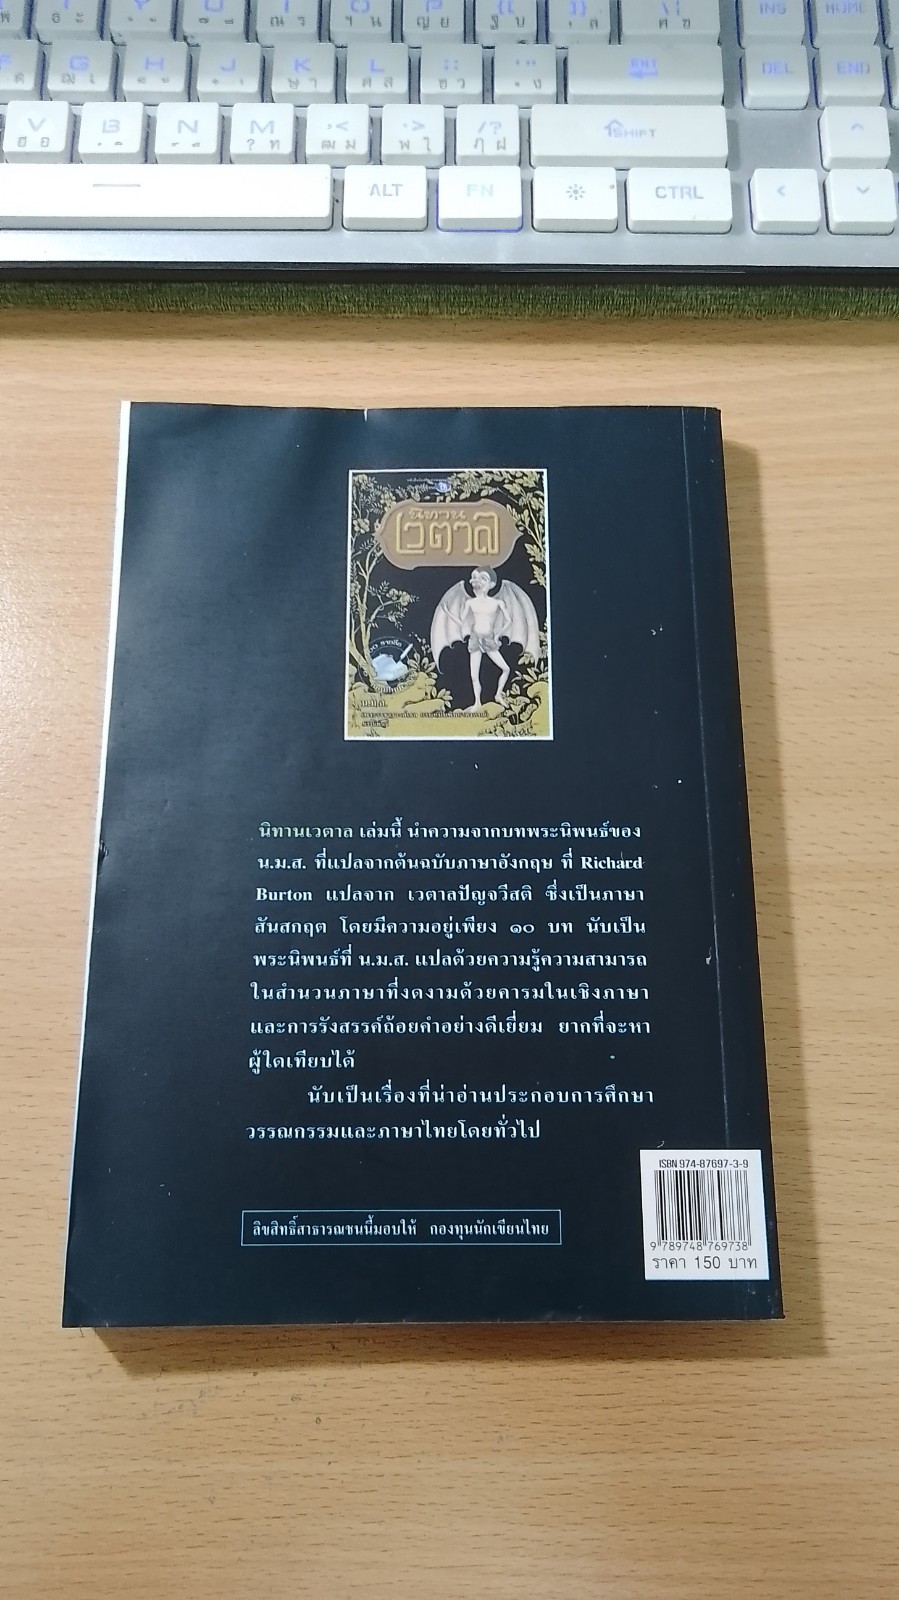 INS
HOME
G
H
J
K
L
ENT
DEL
END
V
B
N
M
SHIFT
ALT
FN
CTRL
นิทาน
เวตาล
น.ม.ส.
นิทานเวตาล เล่มนี้ นำความจากบทพระนิพนธ์ของ
น.ม.ส. ที่แปลจากต้นฉบับภาษาอังกฤษ ที่ Richard
Burton แปลจาก เวตาลปัญจวีสติ ซึ่งเป็นภาษา
สันสกฤต โดยมีความอยู่เพียง ๑๐ บท นับเป็น
พระนิพนธ์ที่ น.ม.ส. แปลด้วยความรู้ความสามารถ
ในสำนวนภาษาที่งดงามด้วยคารมในเชิงภาษา
และการรังสรรค์ถ้อยคำอย่างดีเยี่ยม ยากที่จะหา
ผู้ใดเทียบได้
นับเป็นเรื่องที่น่าอ่านประกอบการศึกษา
วรรณกรรมและภาษาไทยโดยทั่วไป
ลิขสิทธิ์สาธารณชนนี้มอบให้ กองทุนนักเขียนไทย
ISBN 974-87697-3-9
9 789748 769738
ราคา 150 บาท